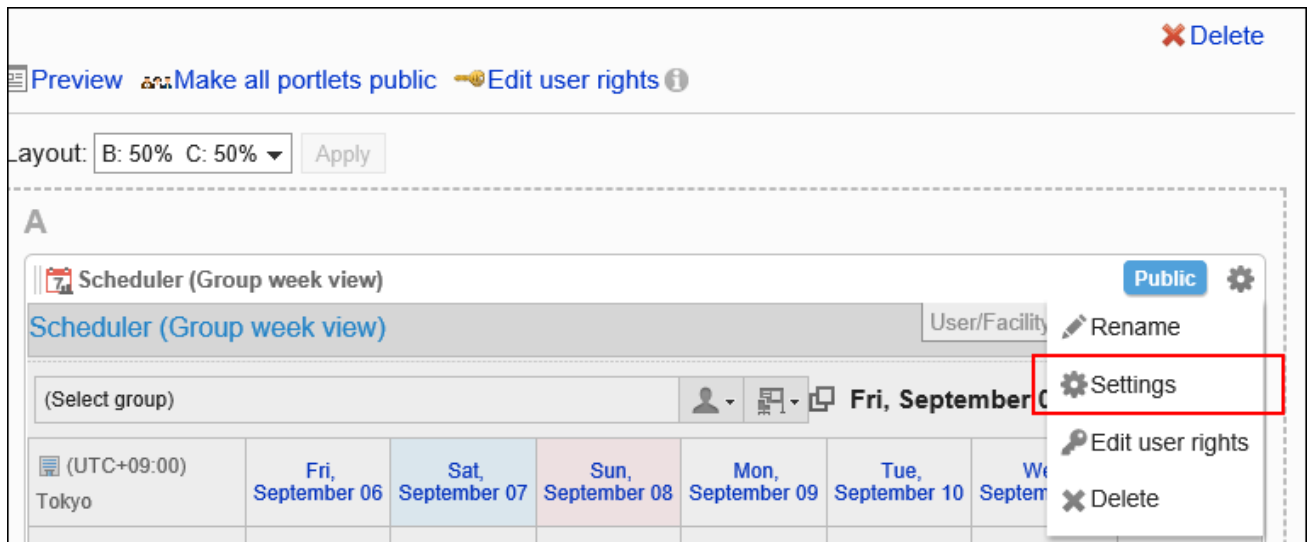 Delete
Preview Make all portlets public Edit user rights
Layout: B: 50% C: 50% Apply
A
Scheduler (Group week view) Public
Scheduler (Group week view) User/Facility
Rename
(Select group) Fri, September
Settings
Edit user rights
(UTC+09:00)
Tokyo
Fri,
September 06
Sat,
September 07
Sun,
September 08
Mon,
September 09
Tue,
September 10
Delete